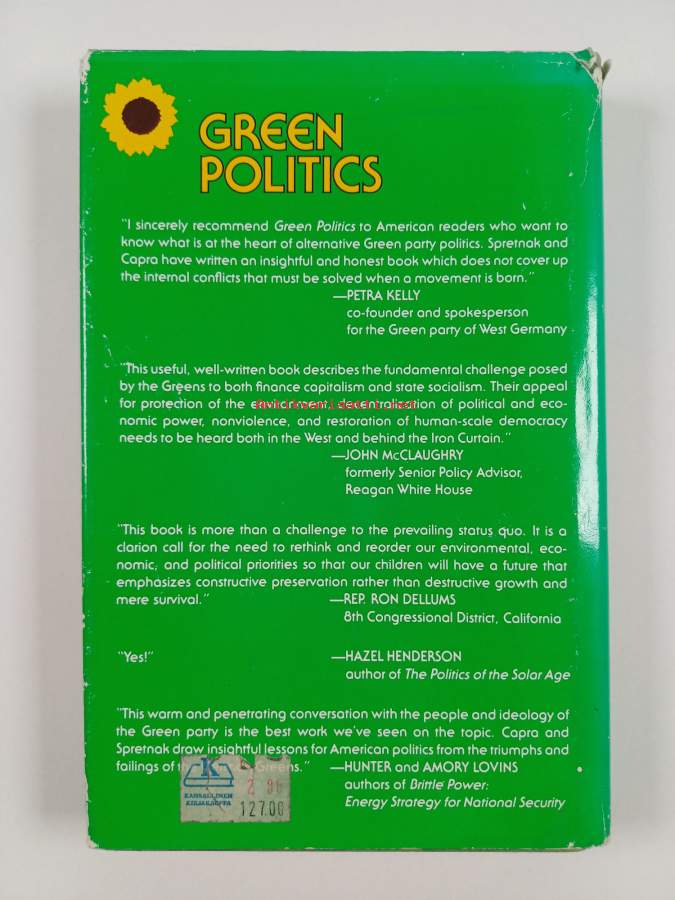 GREEN
POLITICS
"I sincerely recommend Green Politics to American readers who want to
know what is at the heart of alternative Green party politics. Spretnak and
Capra have written an insightful and honest book which does not cover up
the internal conflicts that must be solved when a movement is born."
—PETRA KELLY
co-founder and spokesperson
for the Green party of West Germany
"This useful, well-written book describes the fundamental challenge posed
by the Greens to both finance capitalism and state socialism. Their appeal
for protection of the environment, decentralization of political and eco-
nomic power, nonviolence, and restoration of human-scale democracy
needs to be heard both in the West and behind the Iron Curtain."
—JOHN McCLAUGHRY
formerly Senior Policy Advisor,
Reagan White House
"This book is more than a challenge to the prevailing status quo. It is a
clarion call for the need to rethink and reorder our environmental, eco-
nomic, and political priorities so that our children will have a future that
emphasizes constructive preservation rather than destructive growth and
mere survival." —REP. RON DELLUMS
8th Congressional District, California
"Yes!" —HAZEL HENDERSON
author of The Politics of the Solar Age
"This warm and penetrating conversation with the people and ideology of
the Green party is the best work we've seen on the topic. Capra and
Spretnak draw insightful lessons for American politics from the triumphs and
failings of Greens." —HUNTER and AMORY LOVINS
authors of Brittle Power:
Energy Strategy for National Security
K
KANSALLINEN
KIRJAKAUPPA
127.00